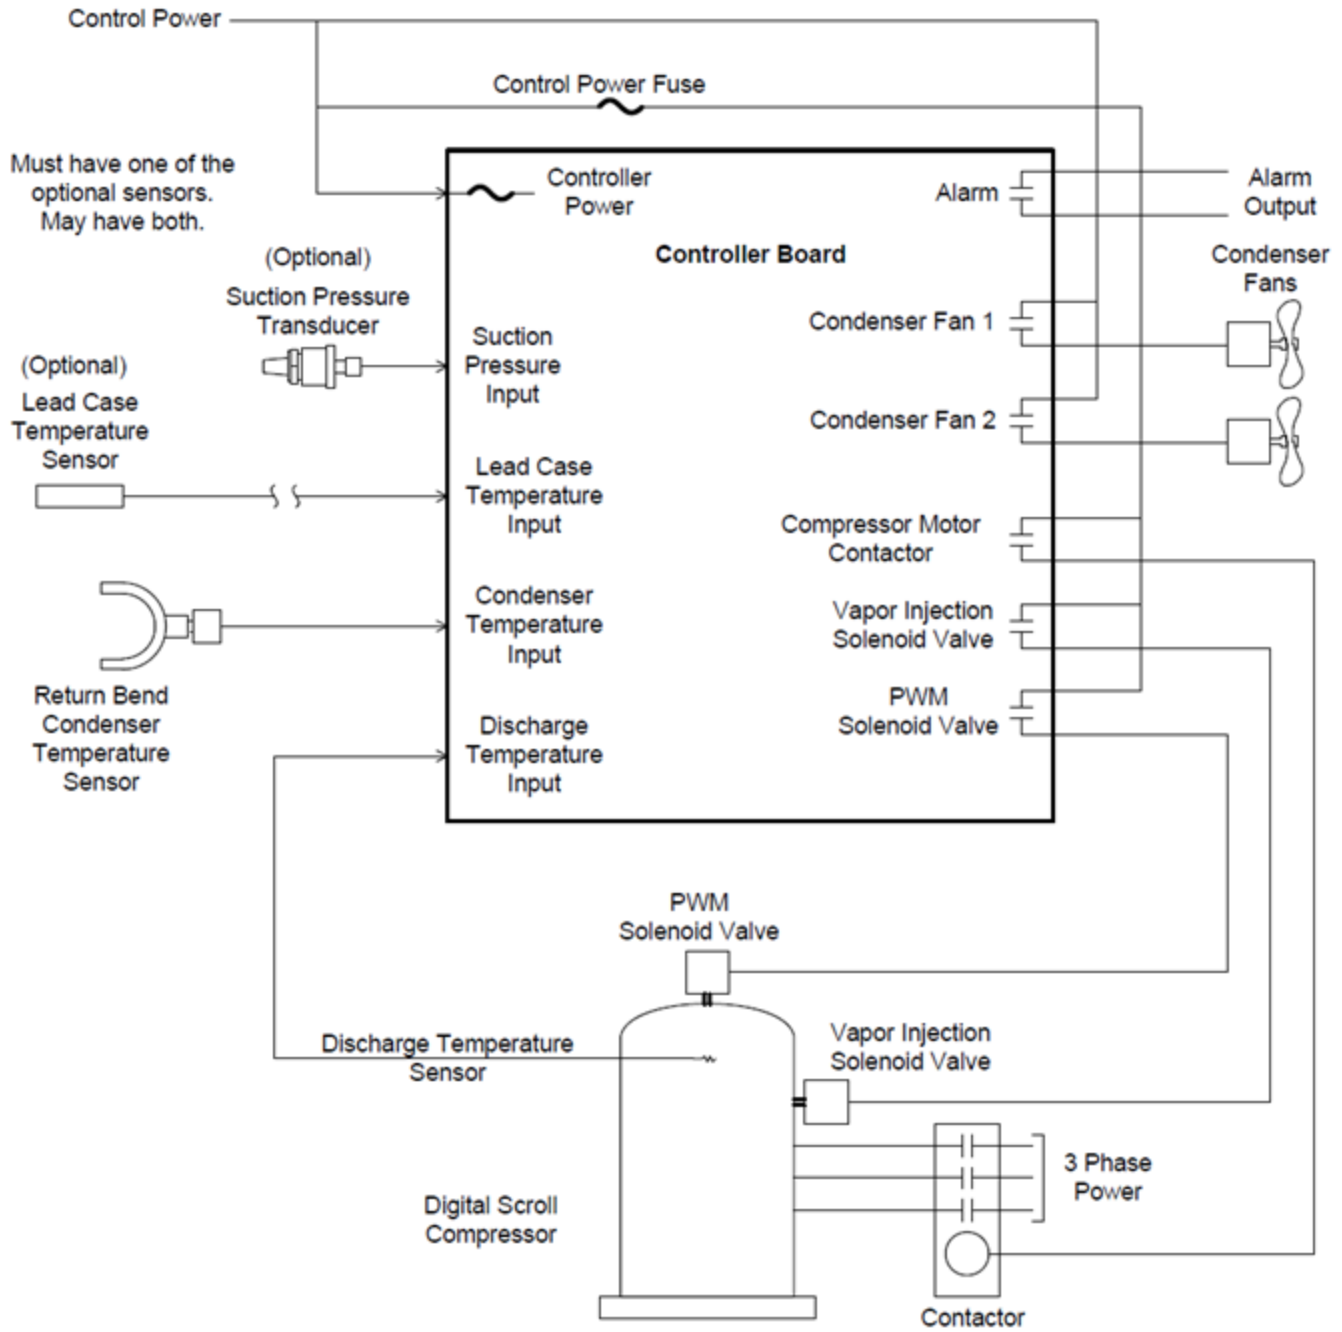 Control Power
Control Power Fuse
Must have one of the
optional sensors.
May have both.
Controller
Power
Alarm
Alarm
Output
Controller Board
(Optional)
Suction Pressure
Transducer
Condenser
Fans
Condenser Fan 1
Suction
Pressure
Input
(Optional)
Lead Case
Temperature
Sensor
Condenser Fan 2
Lead Case
Temperature
Input
Compressor Motor
Contactor
Condenser
Temperature
Input
Vapor Injection
Solenoid Valve
Return Bend
Condenser
Temperature
Sensor
PWM
Solenoid Valve
Discharge
Temperature
Input
PWM
Solenoid Valve
Discharge Temperature
Sensor
Vapor Injection
Solenoid Valve
3 Phase
Power
Digital Scroll
Compressor
Contactor